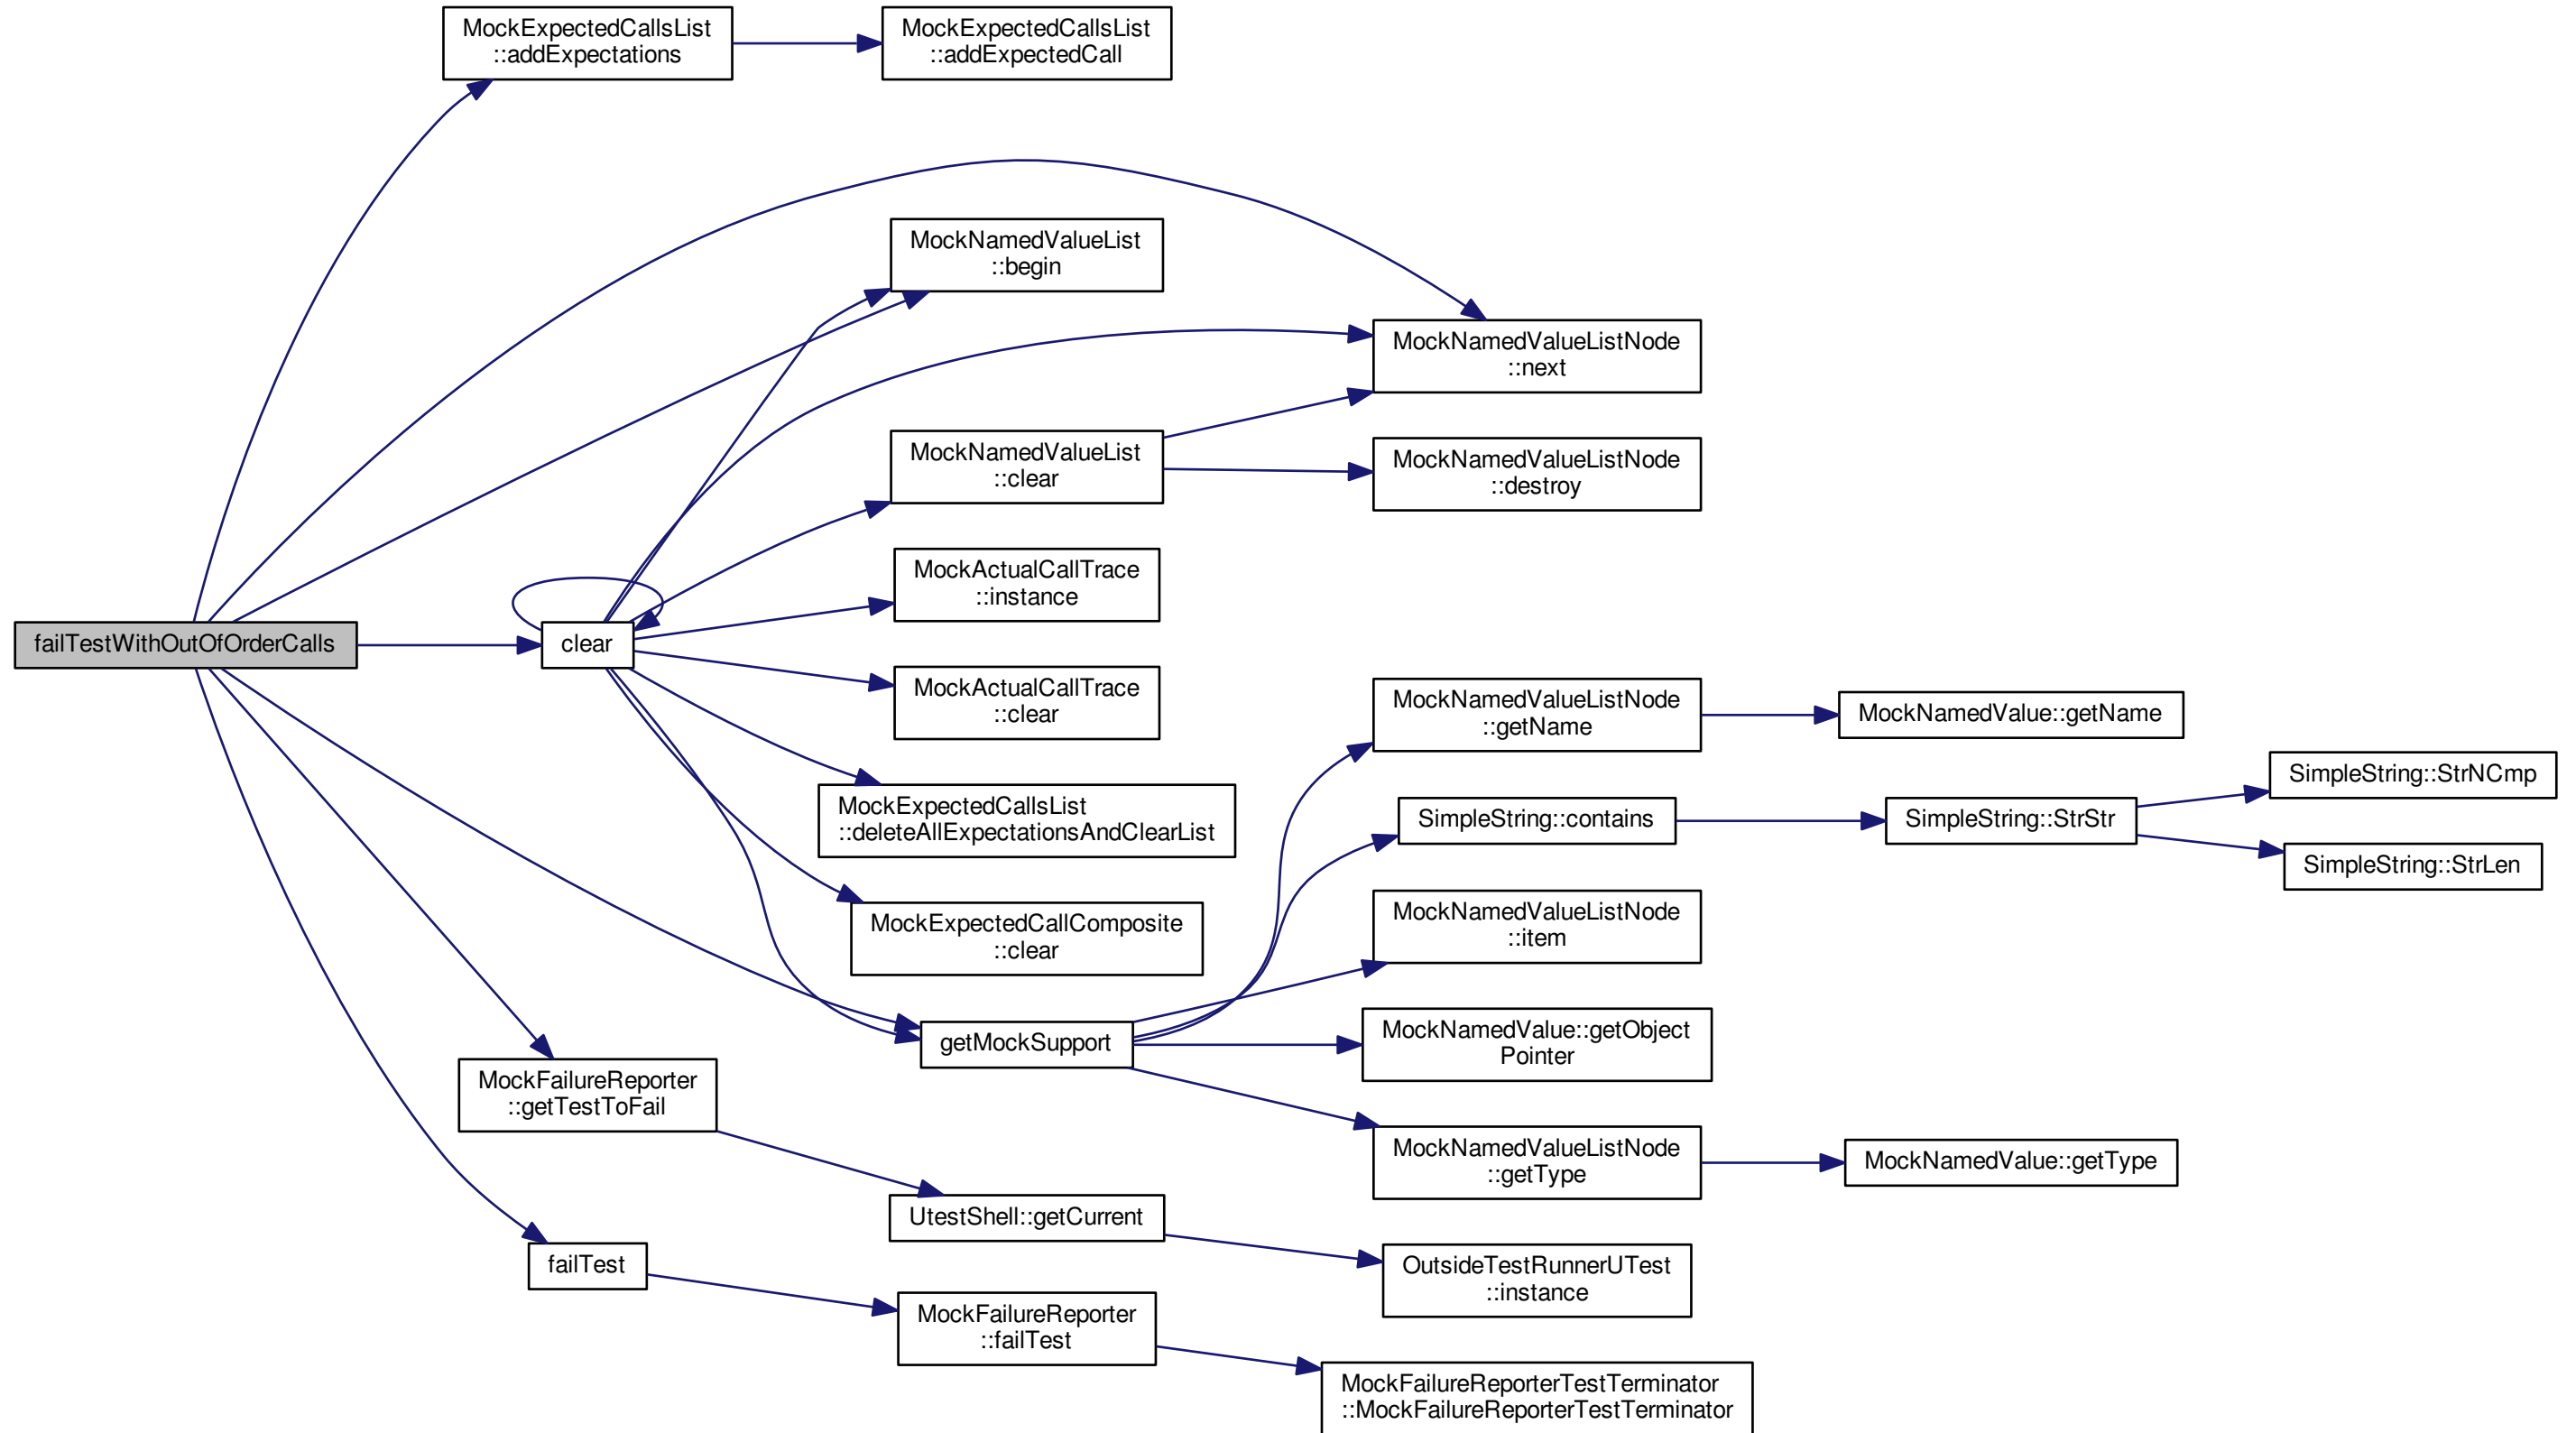 MockExpectedCallsList
::addExpectations
MockExpectedCallsList
::addExpectedCall
MockNamedValueList
::begin
MockNamedValueListNode
::next
MockNamedValueList
::clear
MockNamedValueListNode
::destroy
MockActualCallTrace
::instance
failTestWithOutOfOrderCalls
clear
MockActualCallTrace
::clear
MockNamedValueListNode
::getName
MockNamedValue::getName
SimpleString::StrNCmp
MockExpectedCallsList
::deleteAllExpectationsAndClearList
SimpleString::contains
SimpleString::StrStr
SimpleString::StrLen
MockExpectedCallComposite
::clear
MockNamedValueListNode
::item
getMockSupport
MockNamedValue::getObject
Pointer
MockFailureReporter
::getTestToFail
MockNamedValueListNode
::getType
MockNamedValue::getType
UtestShell::getCurrent
failTest
OutsideTestRunnerUTest
::instance
MockFailureReporter
::failTest
MockFailureReporterTestTerminator
::MockFailureReporterTestTerminator